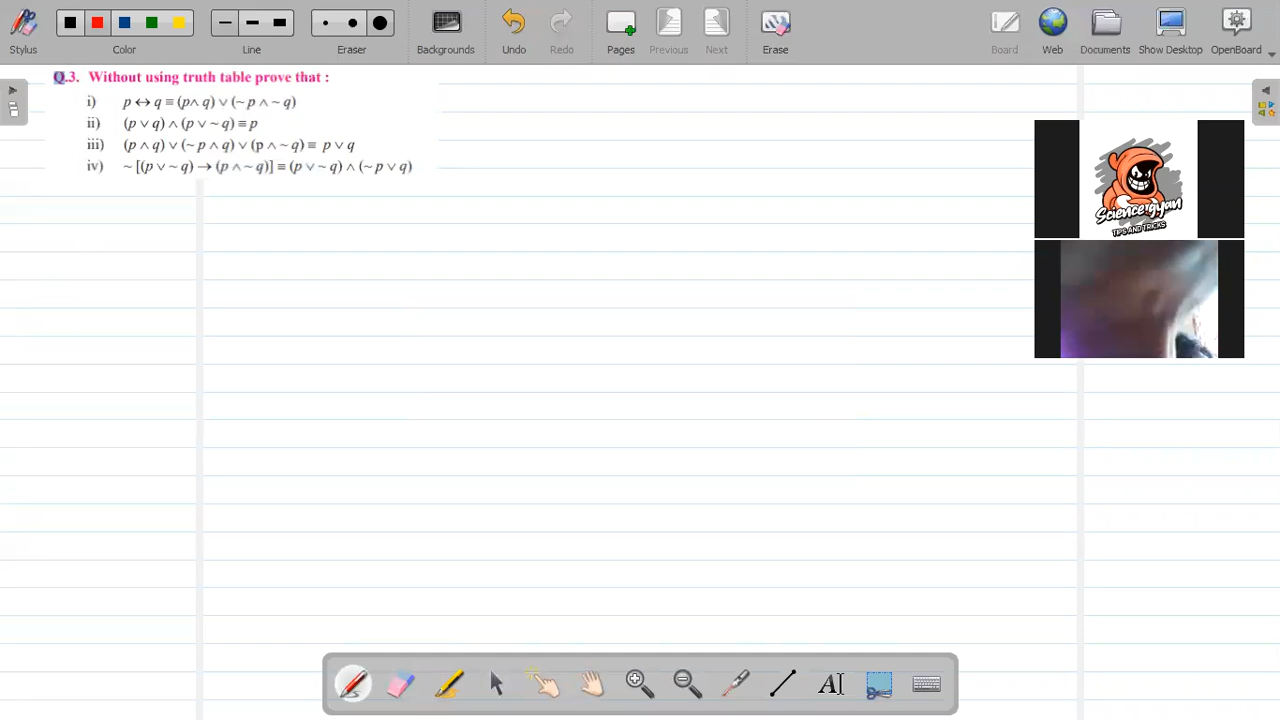 Stylus Color Line Eraser Backgrounds Undo Redo Pages Previous Next Erase Board Web Documents Show Desktop OpenBoard
Q.3. Without using truth table prove that :
i) p ↔ q ≡ (p∧ q) ∨ (~ p ∧ ~ q)
ii) (p ∨ q) ∧ (p ∨ ~ q) ≡ p
iii) (p ∧ q) ∨ (~ p ∧ q) ∨ (p ∧ ~ q) ≡ p ∨ q
iv) ~ [(p ∨ ~ q) → (p ∧ ~ q)] ≡ (p ∨ ~ q) ∧ (~ p ∨ q)
Science gyan
TIPS AND TRICKS
AI